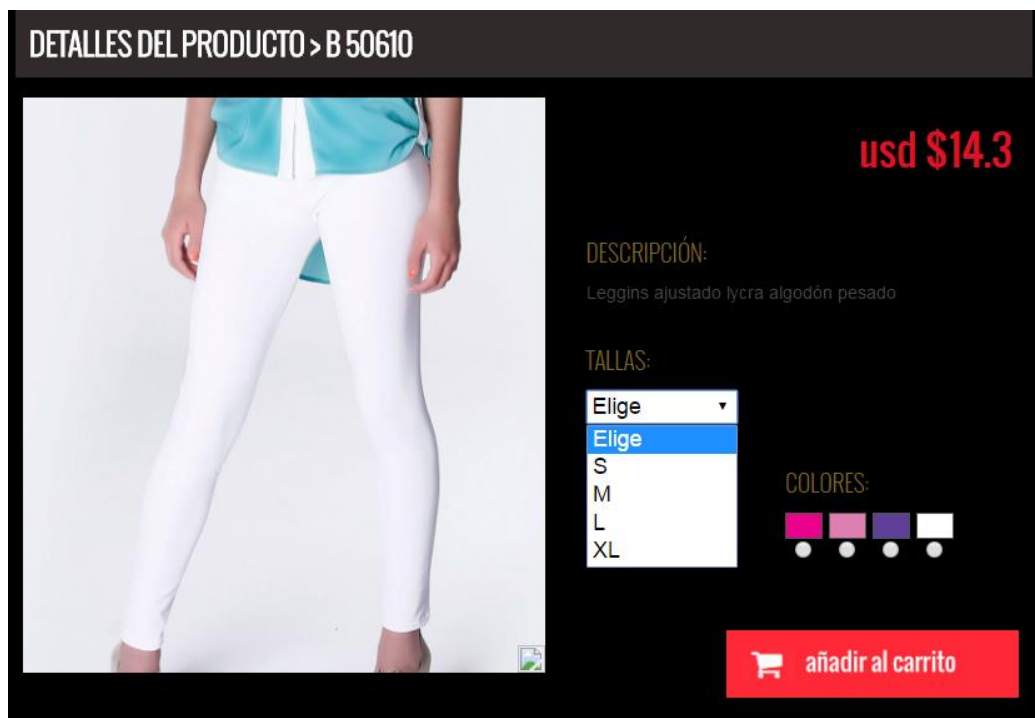 DETALLES DEL PRODUCTO > B 50610
usd $14.3
DESCRIPCIÓN:
Leggins ajustado lycra algodón pesado
TALLAS:
Elige
Elige
S
M
L
XL
COLORES:
añadir al carrito